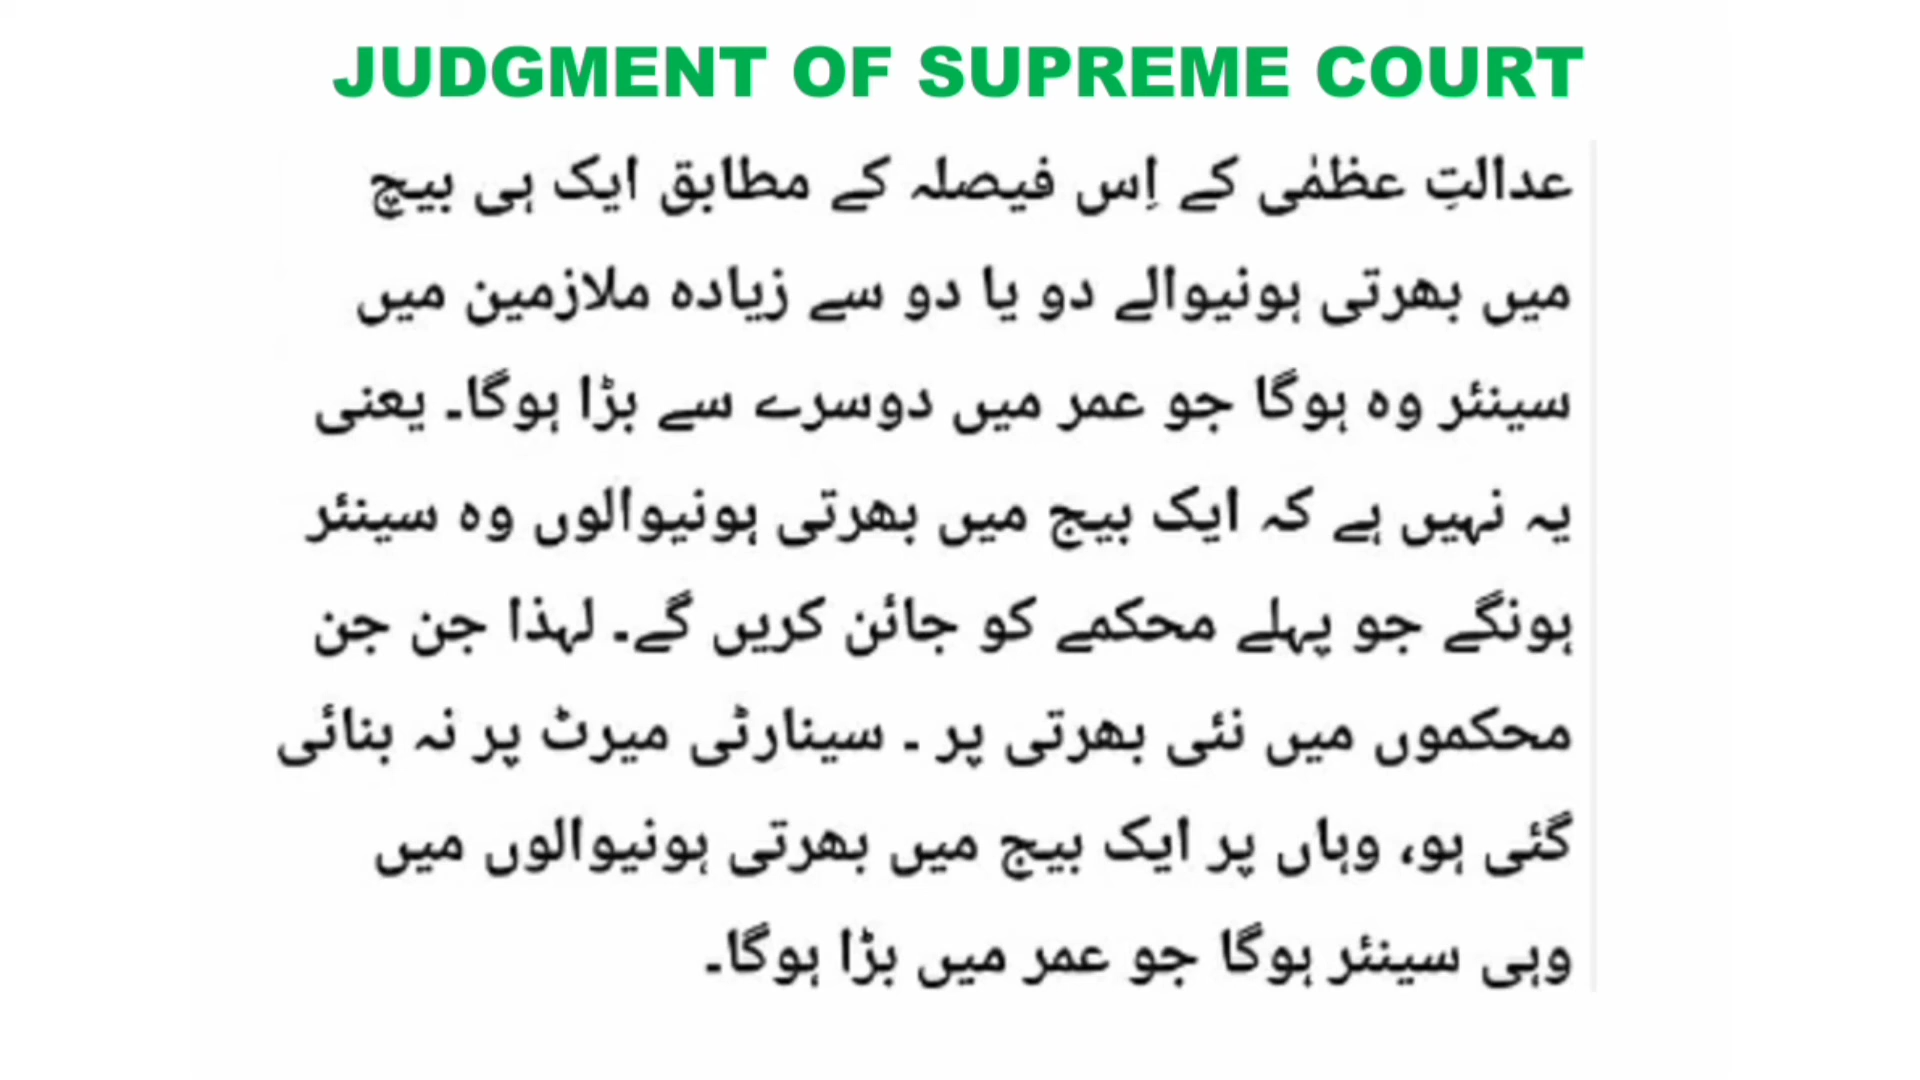 JUDGMENT OF SUPREME COURT
عدالتِ عظمٰی کے اِس فیصلہ کے مطابق ایک ہی بیچ
میں بھرتی ہونیوالے دو یا دو سے زیادہ ملازمین میں
سینئر وہ ہوگا جو عمر میں دوسرے سے بڑا ہوگا۔ یعنی
یہ نہیں ہے کہ ایک بیج میں بھرتی ہونیوالوں وہ سینئر
ہونگے جو پہلے محکمے کو جائن کریں گے۔ لہذا جن جن
محکموں میں نئی بھرتی پر ۔ سینارٹی میرٹ پر نہ بنائی
گئی ہو، وہاں پر ایک بیج میں بھرتی ہونیوالوں میں
وہی سینئر ہوگا جو عمر میں بڑا ہوگا۔